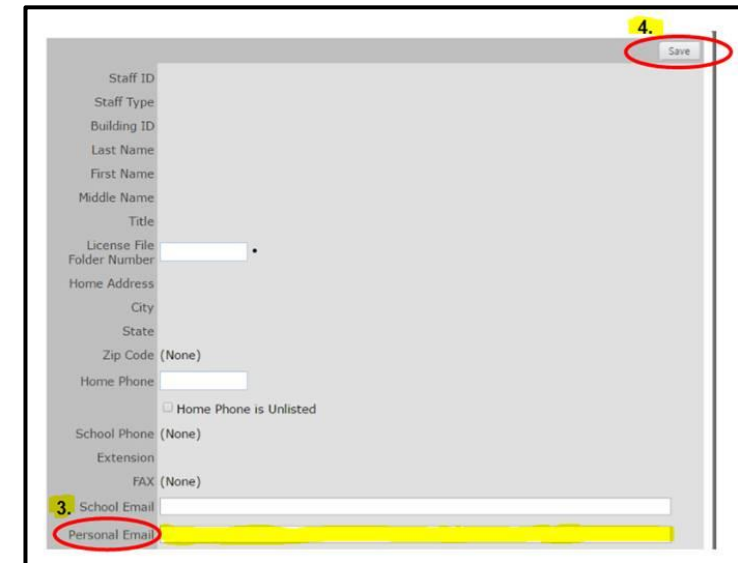 4.
Save
Staff ID
Staff Type
Building ID
Last Name
First Name
Middle Name
Title
License File
Folder Number
Home Address
City
State
Zip Code (None)
Home Phone
Home Phone is Unlisted
School Phone (None)
Extension
FAX (None)
3. School Email
Personal Email